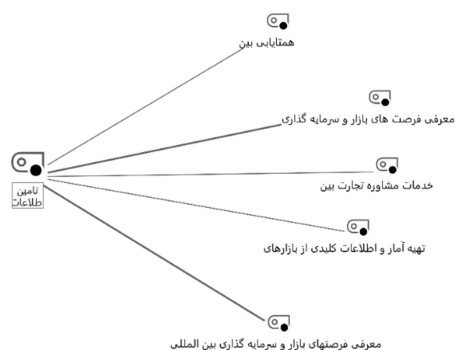 همتایابی بین
معرفی فرصت های بازار و سرمایه گذاری
خدمات مشاوره تجارت بین
تامین
طلاعات
تهیه آمار و اطلاعات کلیدی از بازارهای
معرفی فرصتهای بازار و سرمایه گذاری بین المللی